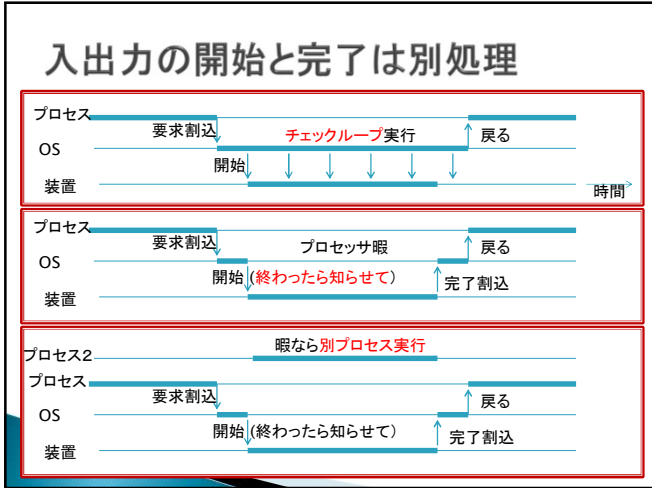 入出力の開始と完了は別処理
プロセス
要求割込
チェックループ実行
戻る
OS
開始
装置
時間
プロセス
要求割込
プロセッサ暇
戻る
OS
開始 (終わったら知らせて)
完了割込
装置
暇なら別プロセス実行
プロセス2
プロセス
要求割込
戻る
OS
開始 (終わったら知らせて)
完了割込
装置